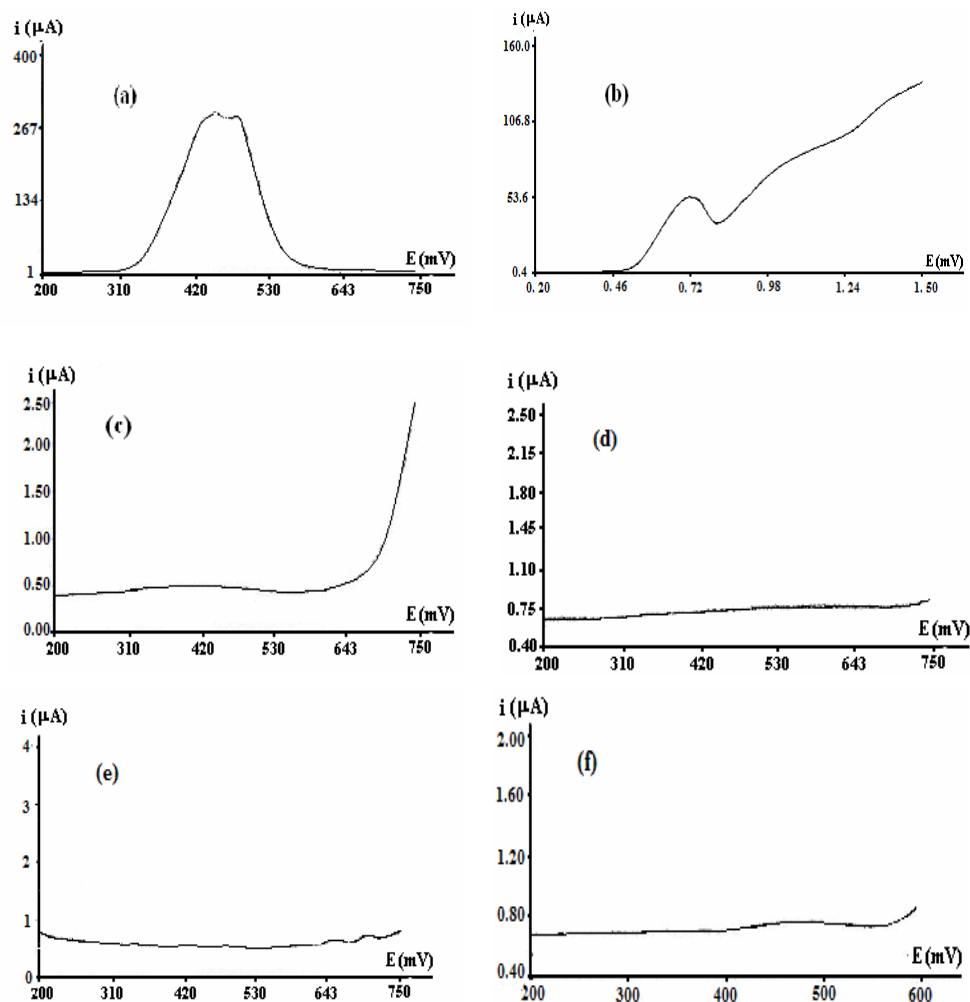 i (μA)
400
267
134
1
(a)
E (mV)
200 310 420 530 643 750
i (μA)
160.0
106.8
53.6
0.4
(b)
E (mV)
0.20 0.46 0.72 0.98 1.24 1.50
i (μA)
2.50
2.00
1.50
1.00
0.50
0.00
(c)
E (mV)
200 310 420 530 643 750
i (μA)
2.50
2.15
1.80
1.45
1.10
0.75
0.40
(d)
E (mV)
200 310 420 530 643 750
i (μA)
4
3
2
1
0
(e)
E (mV)
200 310 420 530 643 750
i (μA)
2.00
1.60
1.20
0.80
0.40
(f)
E (mV)
200 300 400 500 600